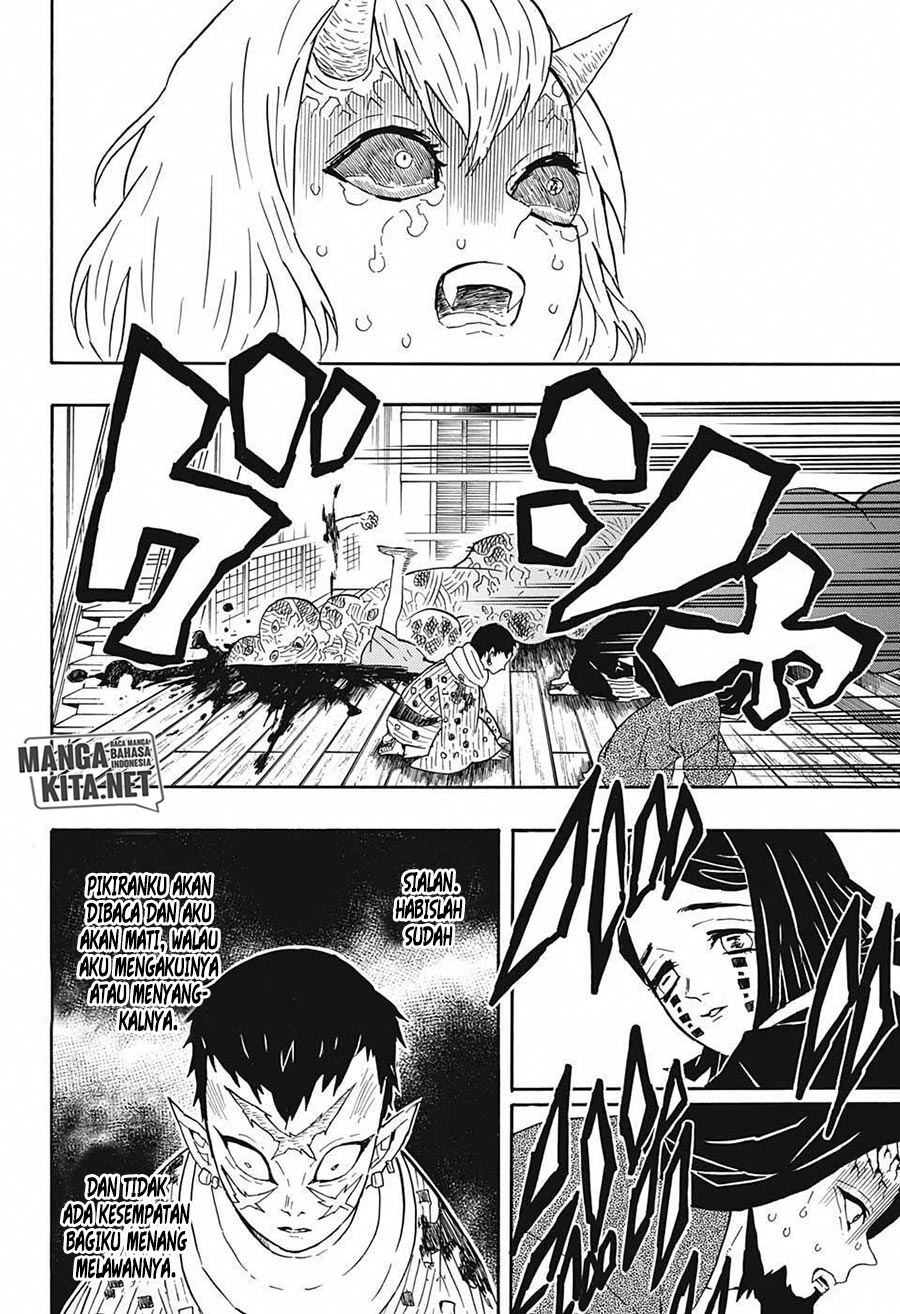 ドズン
MANGA
KITA.NET
BACA MANGA
BAHASA
INDONESIA
SIALAN.
HABISLAH
SUDAH
PIKIRANKU AKAN
DIBACA DAN AKU
AKAN MATI, WALAU
AKU MENGAKUINYA
ATAU MENYANG-
KALNYA.
DAN TIDAK
ADA KESEMPATAN
BAGIKU MENANG
MELAWANNYA.